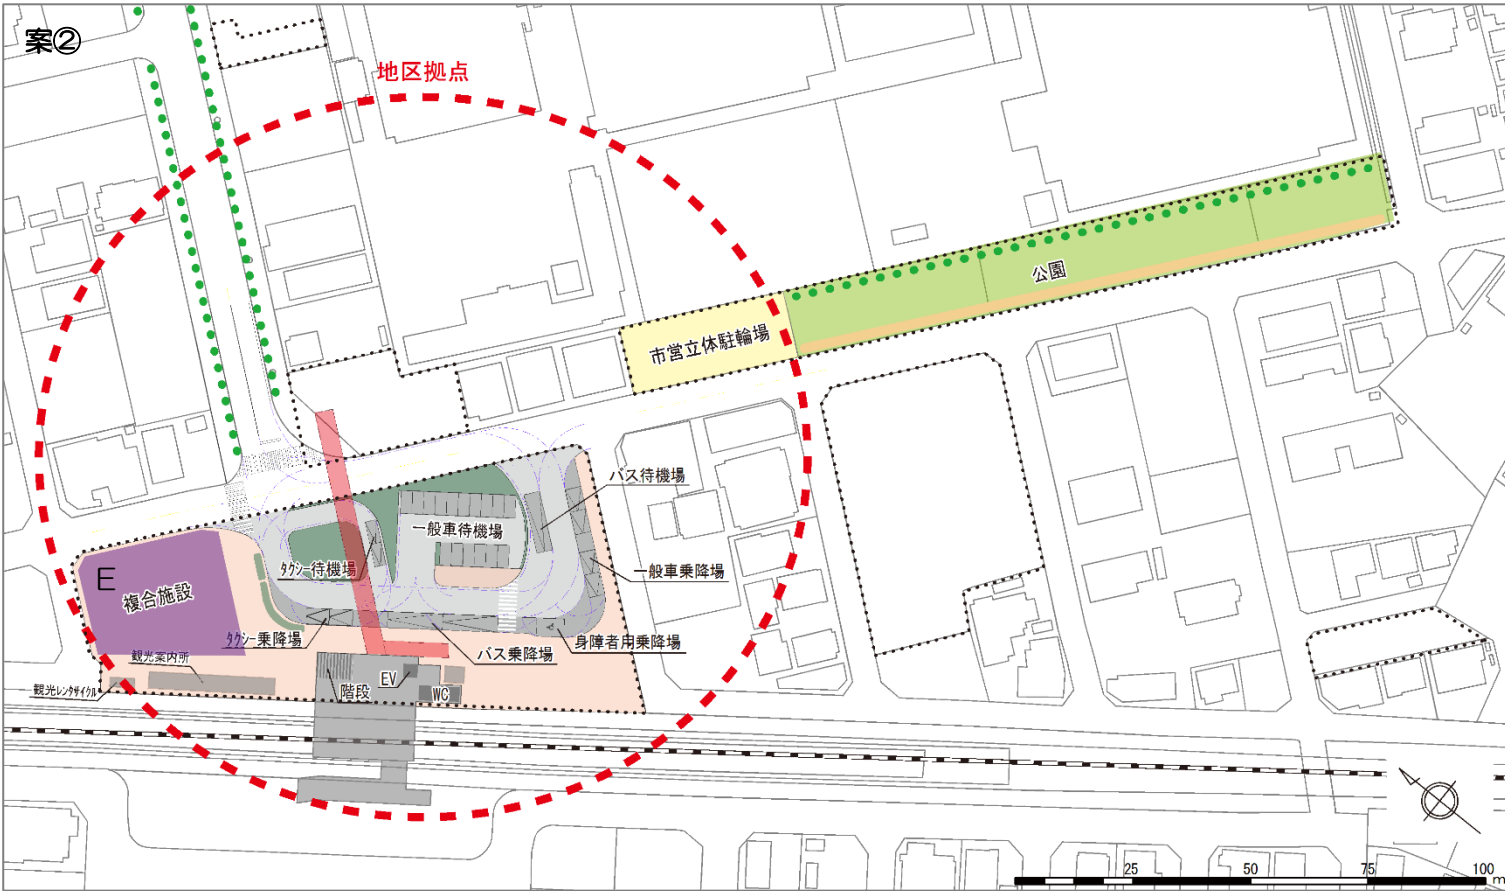 案②
地区拠点
公園
市営立体駐輪場
バス待機場
一般車待機場
タクシー待機場
一般車乗降場
E
複合施設
タクシー乗降場
バス乗降場
身障者用乗降場
観光案内所
観光レンタサイクル
階段
EV
WC
25
50
75
100
m